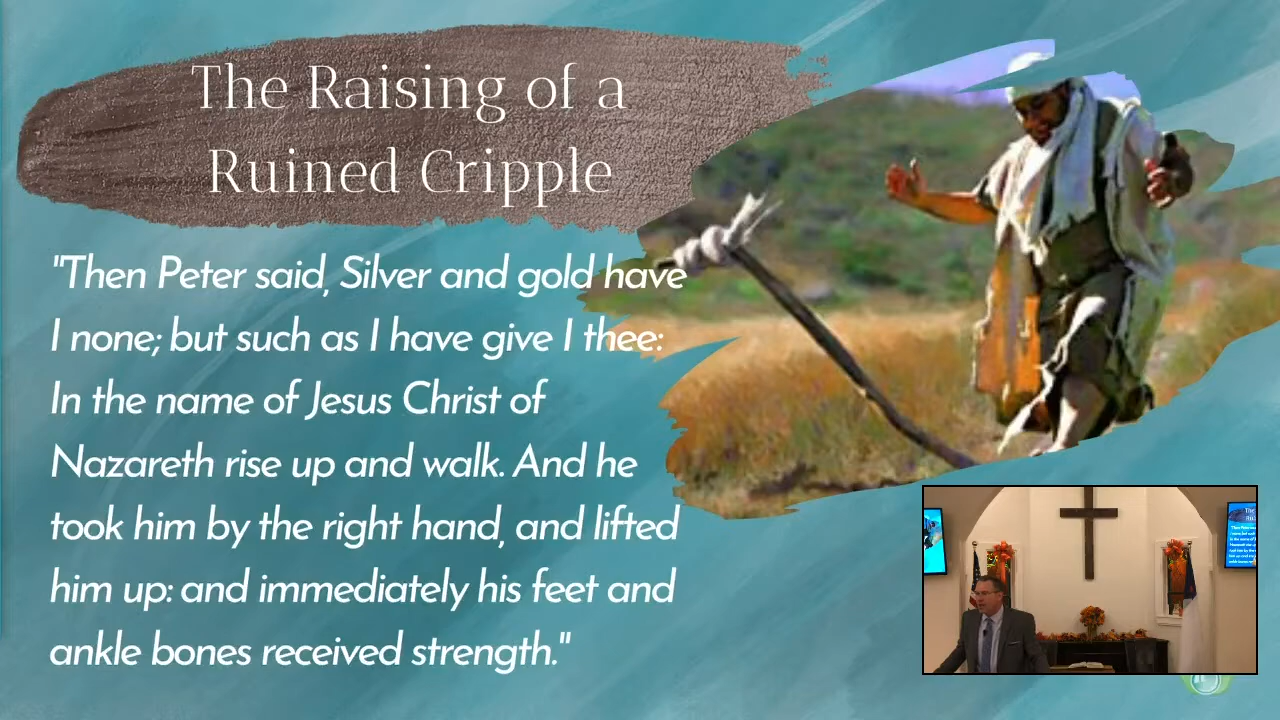 The Raising of a
Ruined Cripple
"Then Peter said, Silver and gold have
I none; but such as I have give I thee:
In the name of Jesus Christ of
Nazareth rise up and walk. And he
took him by the right hand, and lifted
him up: and immediately his feet and
ankle bones received strength."